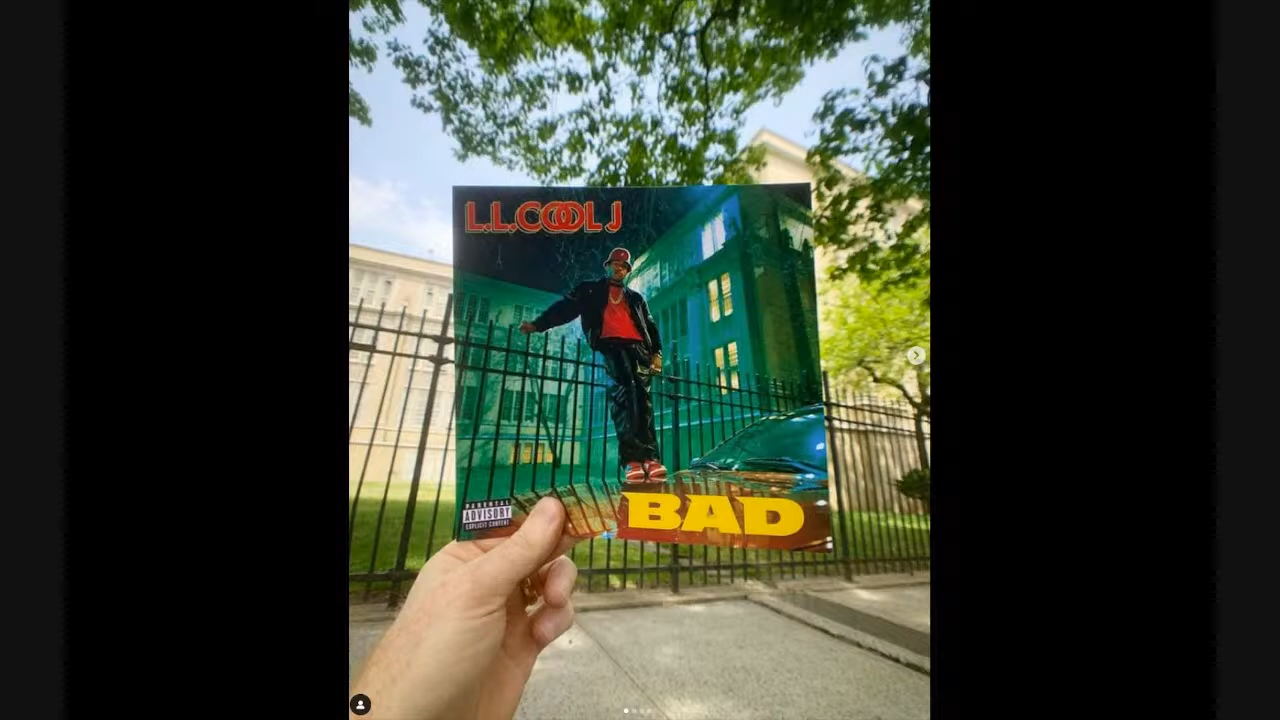 L.L.COOL J
PARENTAL
ADVISORY
EXPLICIT CONTENT
BAD